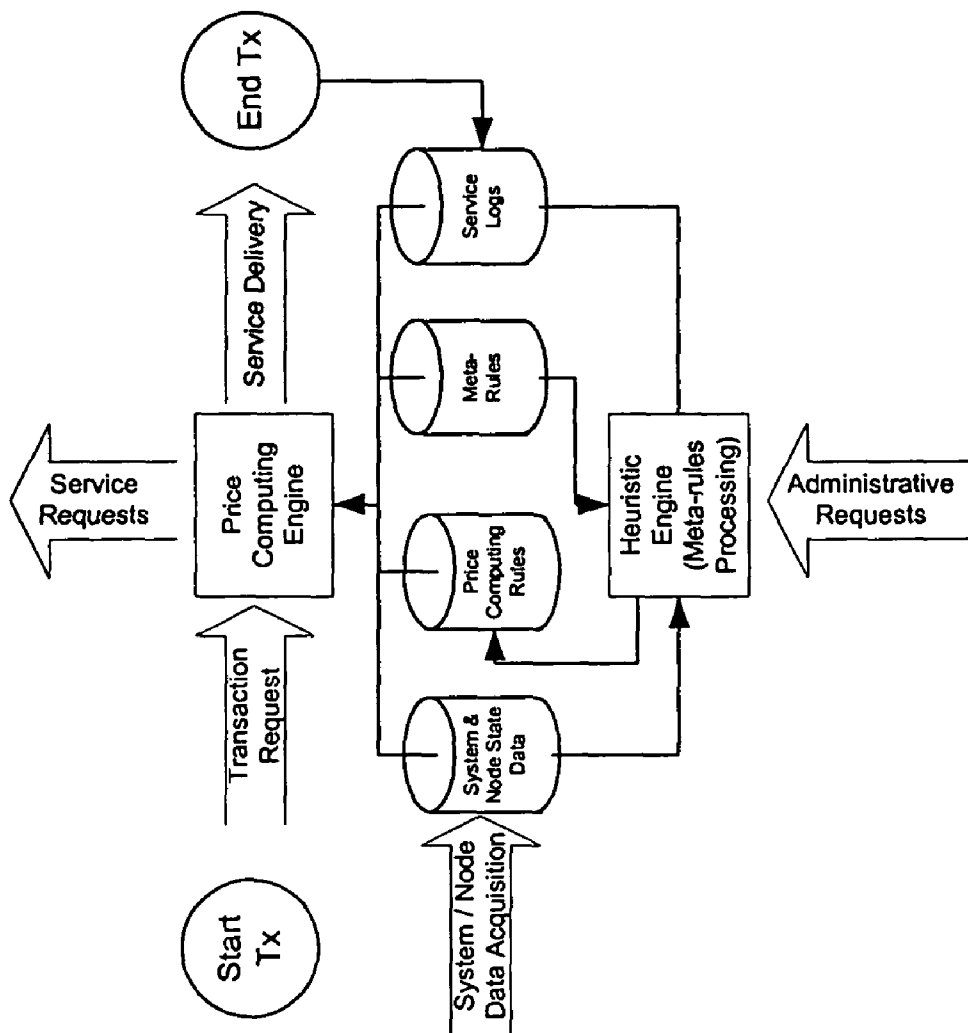 Service
Requests
Start
Tx
Transaction
Request
Price
Computing
Engine
Service Delivery
End Tx
System / Node
Data Acquisition
System &
Node State
Data
Price
Computing
Rules
Meta-
Rules
Service
Logs
Heuristic
Engine
(Meta-rules
Processing)
Administrative
Requests